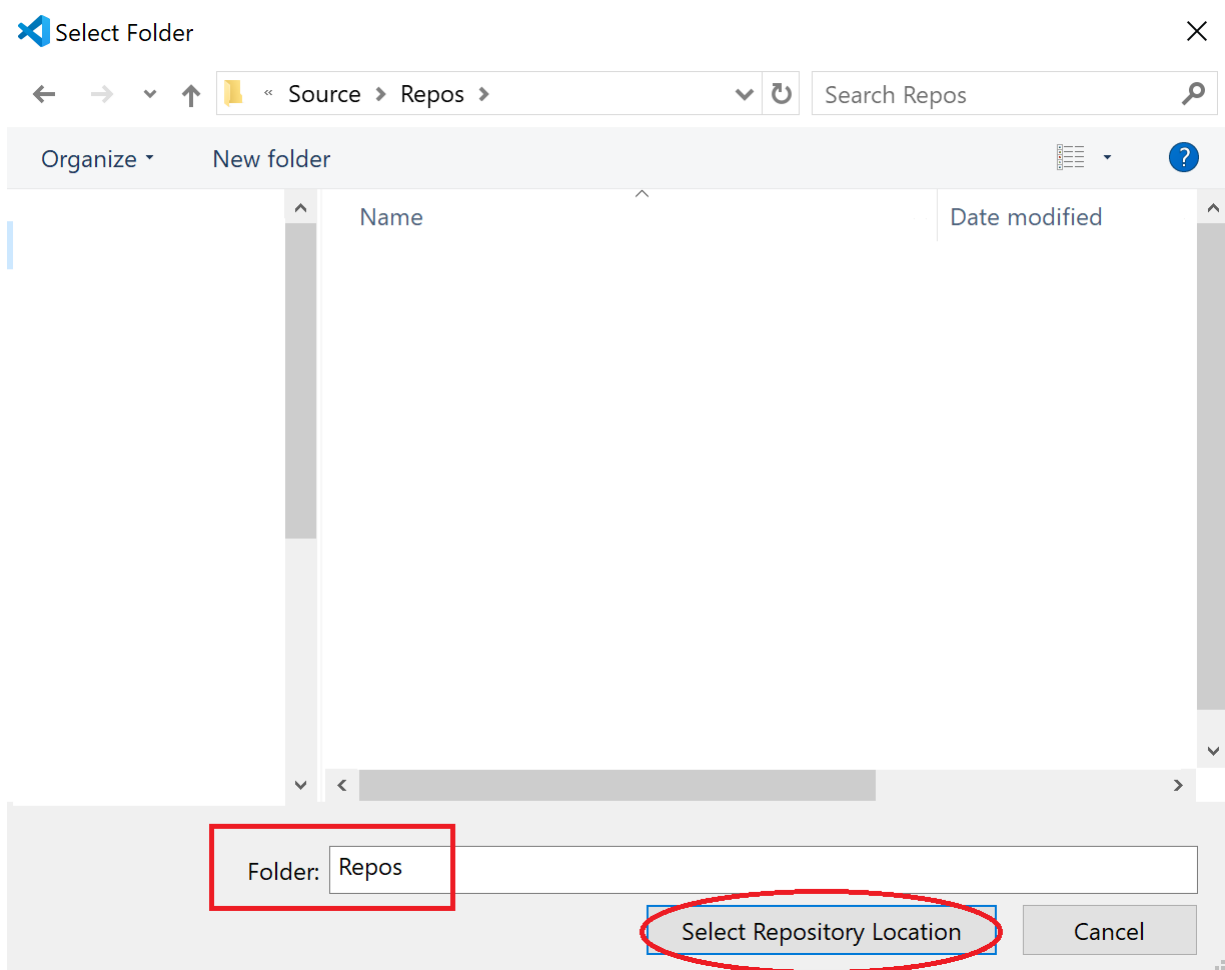 Select Folder
« Source > Repos > Search Repos
Organize New folder ?
Name Date modified
Folder: Repos
Select Repository Location Cancel